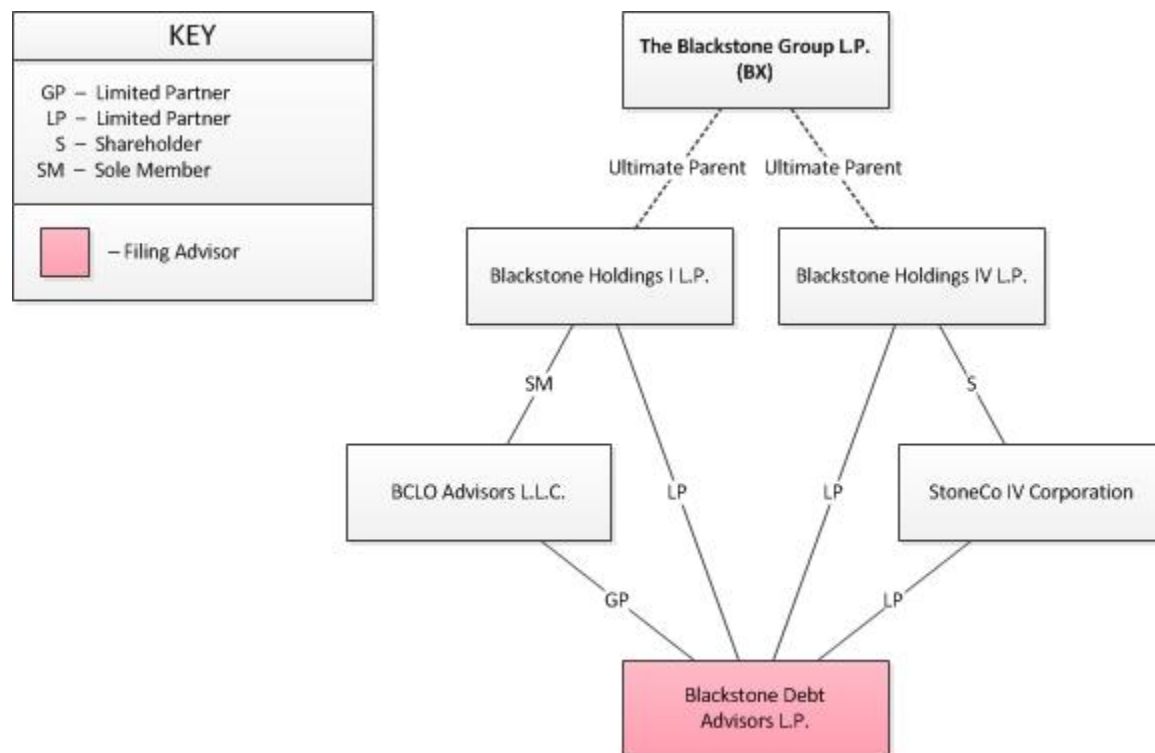 KEY
GP – Limited Partner
LP – Limited Partner
S – Shareholder
SM – Sole Member
– Filing Advisor
The Blackstone Group L.P.
(BX)
Ultimate Parent
Ultimate Parent
Blackstone Holdings I L.P.
Blackstone Holdings IV L.P.
SM
S
BCLO Advisors L.L.C.
LP
LP
StoneCo IV Corporation
GP
LP
Blackstone Debt
Advisors L.P.